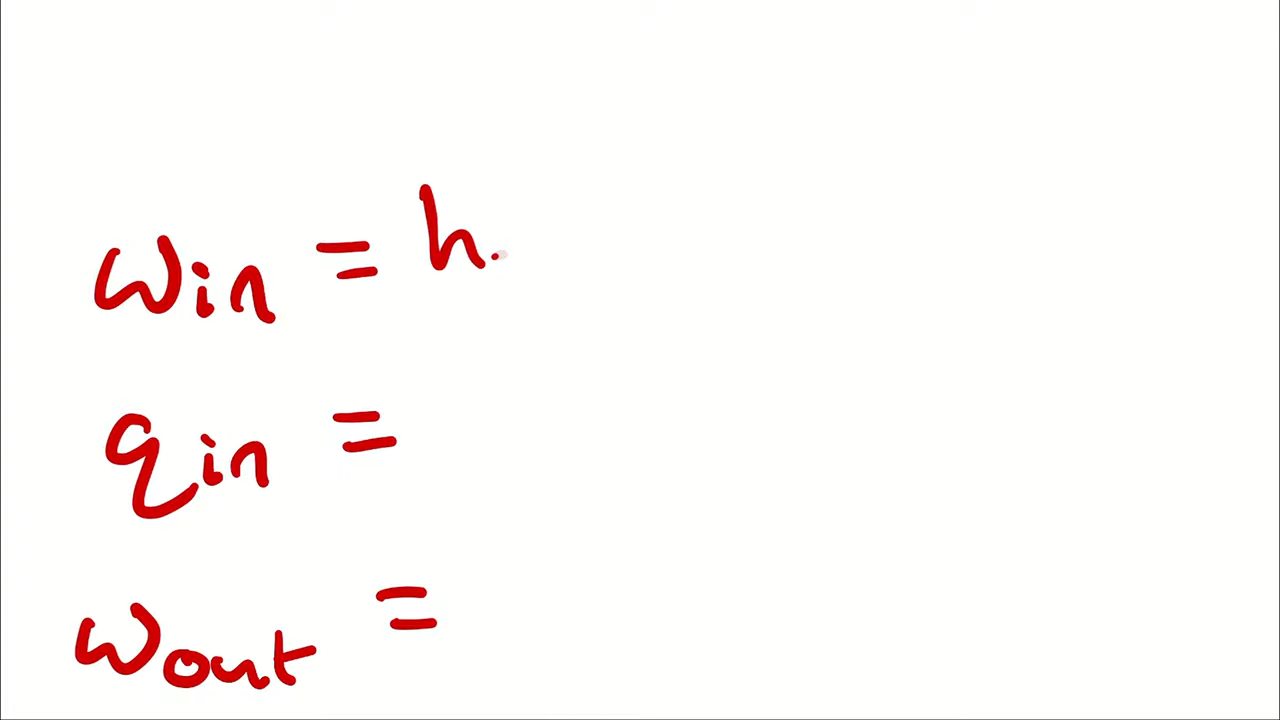 win = h.
qin =
wout =